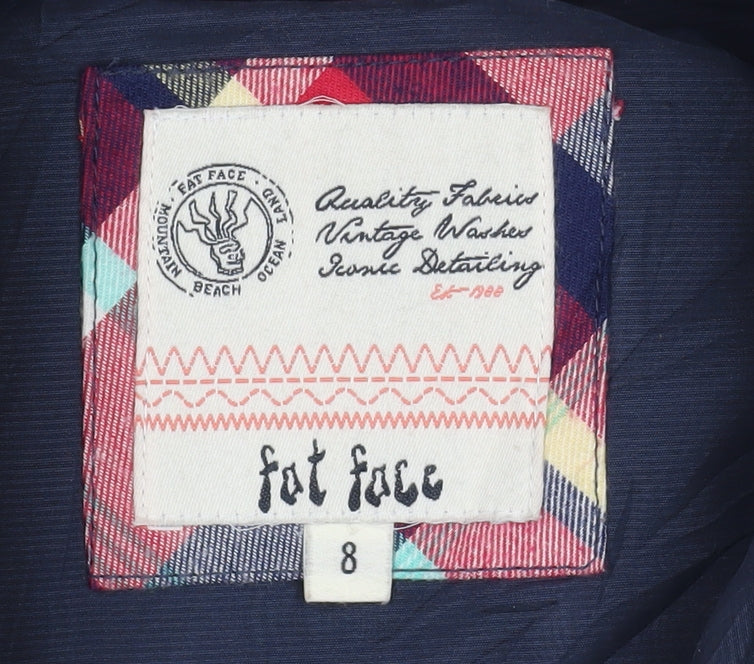 FAT FACE · LAND
OCEAN
BEACH
MOUNTAIN
Quality Fabrics
Vintage Washes
Iconic Detailing
Est 1988
fat face
8